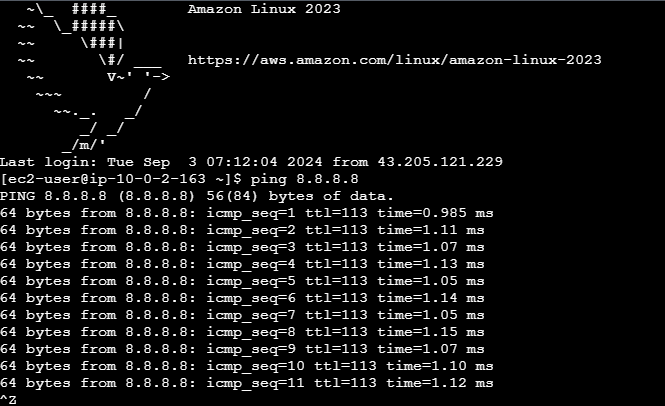 ~\_  ####_        Amazon Linux 2023
  ~~  \_#####\
  ~~     \###|
  ~~       \#/ ___   https://aws.amazon.com/linux/amazon-linux-2023
   ~~       V~' '->
    ~~~         /
      ~~._.   _/
         _/ _/
       _/m/'
Last login: Tue Sep  3 07:12:04 2024 from 43.205.121.229
[ec2-user@ip-10-0-2-163 ~]$ ping 8.8.8.8
PING 8.8.8.8 (8.8.8.8) 56(84) bytes of data.
64 bytes from 8.8.8.8: icmp_seq=1 ttl=113 time=0.985 ms
64 bytes from 8.8.8.8: icmp_seq=2 ttl=113 time=1.11 ms
64 bytes from 8.8.8.8: icmp_seq=3 ttl=113 time=1.07 ms
64 bytes from 8.8.8.8: icmp_seq=4 ttl=113 time=1.13 ms
64 bytes from 8.8.8.8: icmp_seq=5 ttl=113 time=1.05 ms
64 bytes from 8.8.8.8: icmp_seq=6 ttl=113 time=1.14 ms
64 bytes from 8.8.8.8: icmp_seq=7 ttl=113 time=1.05 ms
64 bytes from 8.8.8.8: icmp_seq=8 ttl=113 time=1.15 ms
64 bytes from 8.8.8.8: icmp_seq=9 ttl=113 time=1.07 ms
64 bytes from 8.8.8.8: icmp_seq=10 ttl=113 time=1.10 ms
64 bytes from 8.8.8.8: icmp_seq=11 ttl=113 time=1.12 ms
^Z